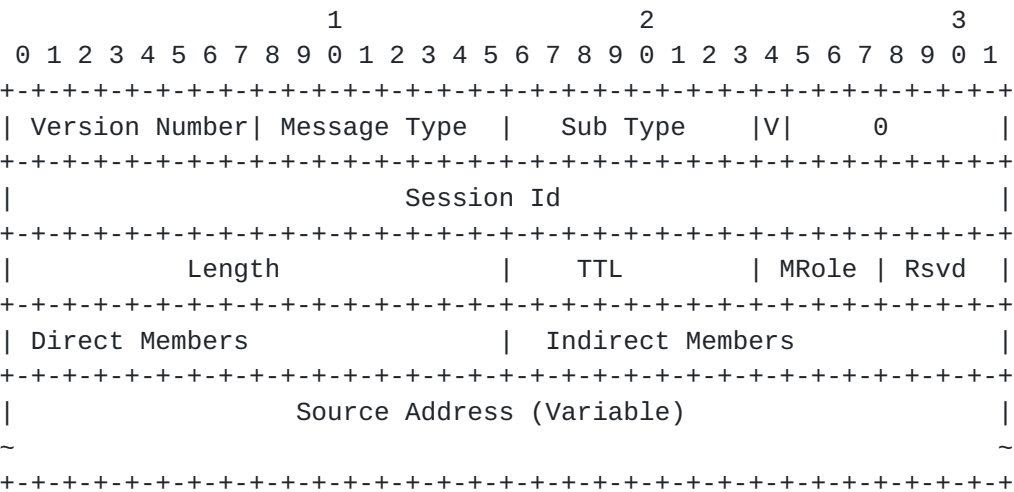 1                   2                   3
 0 1 2 3 4 5 6 7 8 9 0 1 2 3 4 5 6 7 8 9 0 1 2 3 4 5 6 7 8 9 0 1
+-+-+-+-+-+-+-+-+-+-+-+-+-+-+-+-+-+-+-+-+-+-+-+-+-+-+-+-+-+-+-+-+
| Version Number| Message Type  |   Sub Type    |V|     0       |
+-+-+-+-+-+-+-+-+-+-+-+-+-+-+-+-+-+-+-+-+-+-+-+-+-+-+-+-+-+-+-+-+
|                         Session Id                            |
+-+-+-+-+-+-+-+-+-+-+-+-+-+-+-+-+-+-+-+-+-+-+-+-+-+-+-+-+-+-+-+-+
|           Length              |    TTL        | MRole | Rsvd  |
+-+-+-+-+-+-+-+-+-+-+-+-+-+-+-+-+-+-+-+-+-+-+-+-+-+-+-+-+-+-+-+-+
| Direct Members                |  Indirect Members             |
+-+-+-+-+-+-+-+-+-+-+-+-+-+-+-+-+-+-+-+-+-+-+-+-+-+-+-+-+-+-+-+-+
|                  Source Address (Variable)                    |
~                                                               ~
+-+-+-+-+-+-+-+-+-+-+-+-+-+-+-+-+-+-+-+-+-+-+-+-+-+-+-+-+-+-+-+-+